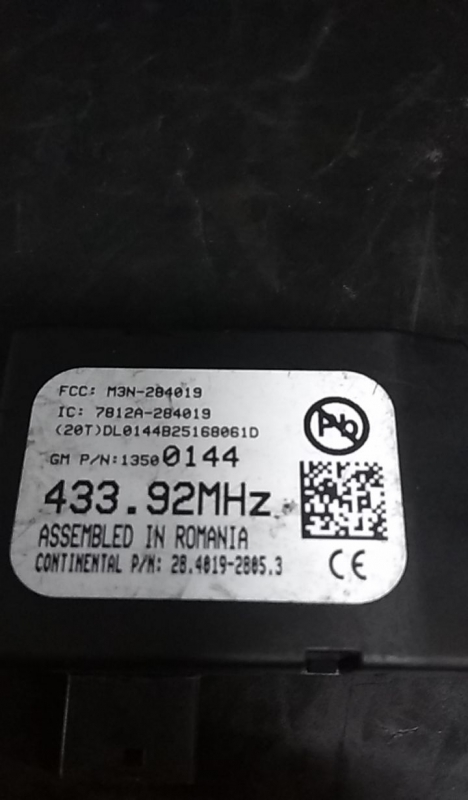 FCC: M3N-284019
IC: 7812A-284019
(20T)DL0144B25168061D
GM P/N:13500144
433.92MHz
ASSEMBLED IN ROMANIA
CONTINENTAL P/N: 28.4019-2805.3
Pb
CE